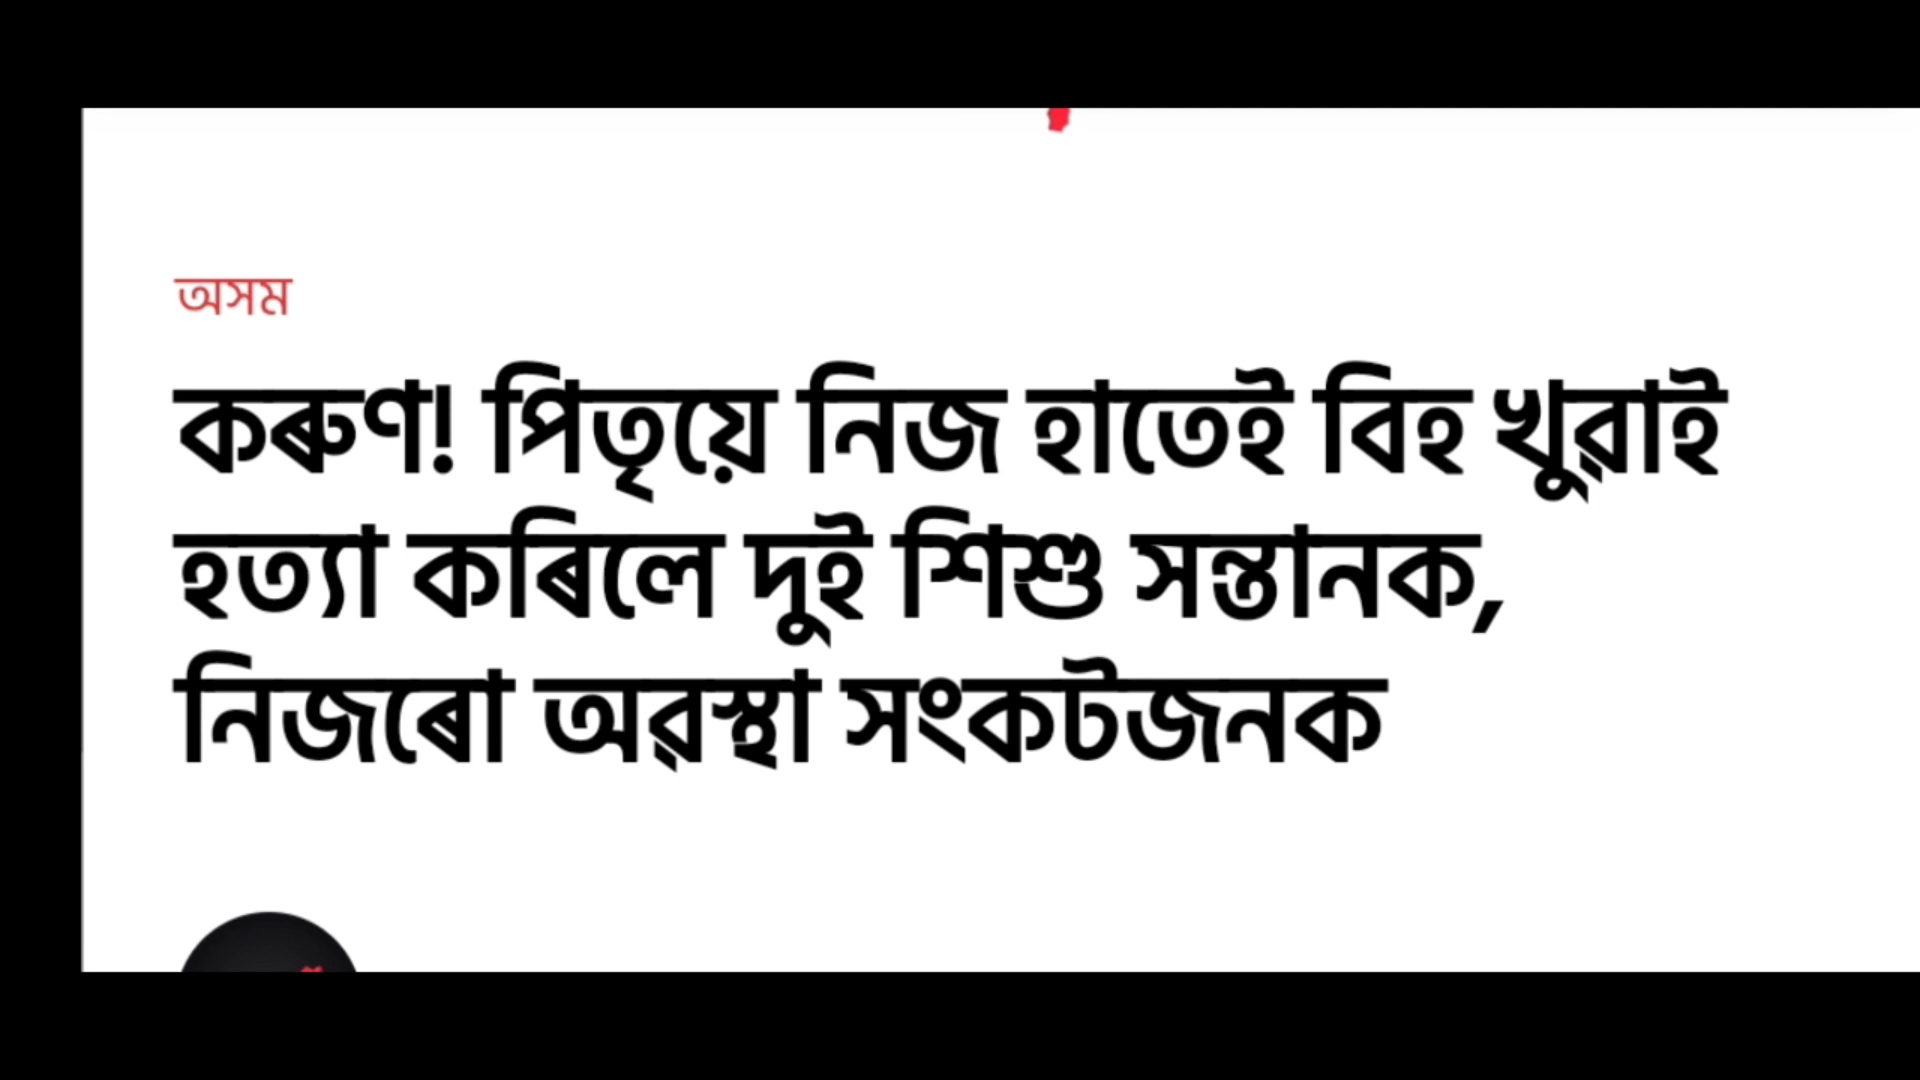 অসম
কৰুণ! পিতৃয়ে নিজ হাতেই বিহ খুৱাই
হত্যা কৰিলে দুই শিশু সন্তানক,
নিজৰো অৱস্থা সংকটজনক